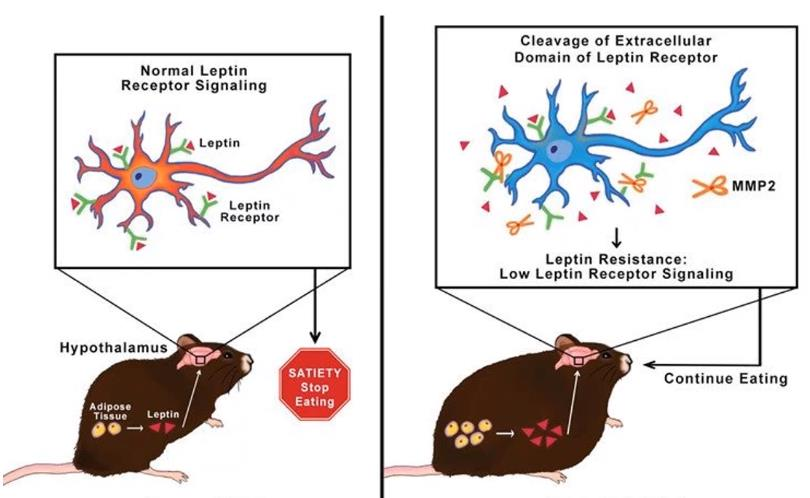 Normal Leptin
Receptor Signaling
Leptin
Leptin
Receptor
Hypothalamus
SATIETY
Stop
Eating
Adipose
Tissue
Leptin
Cleavage of Extracellular
Domain of Leptin Receptor
MMP2
Leptin Resistance:
Low Leptin Receptor Signaling
Continue Eating